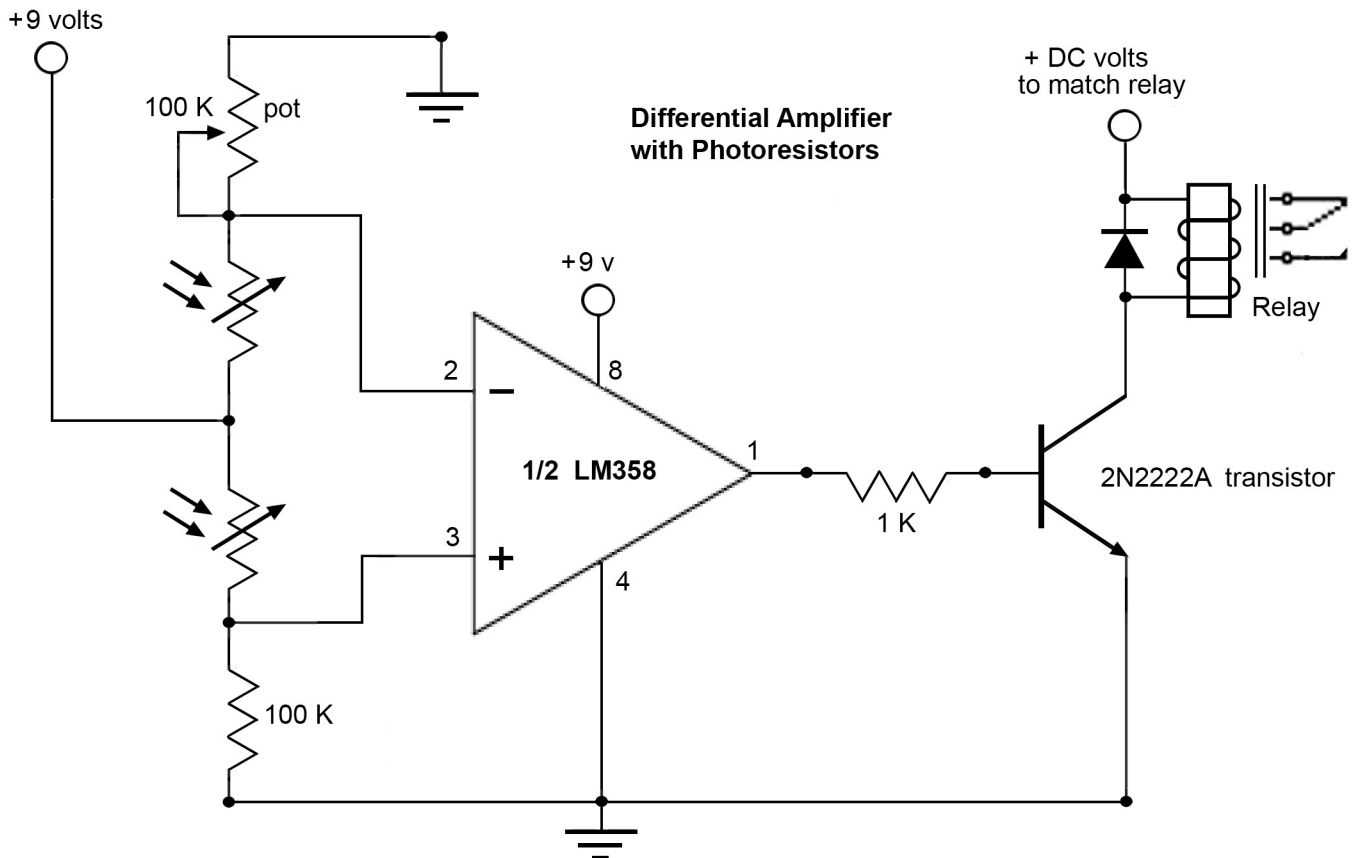 +9 volts
100 K
pot
Differential Amplifier
with Photoresistors
+ DC volts
to match relay
Relay
+9 v
8
2
−
1/2 LM358
1
3
+
4
1 K
2N2222A transistor
100 K